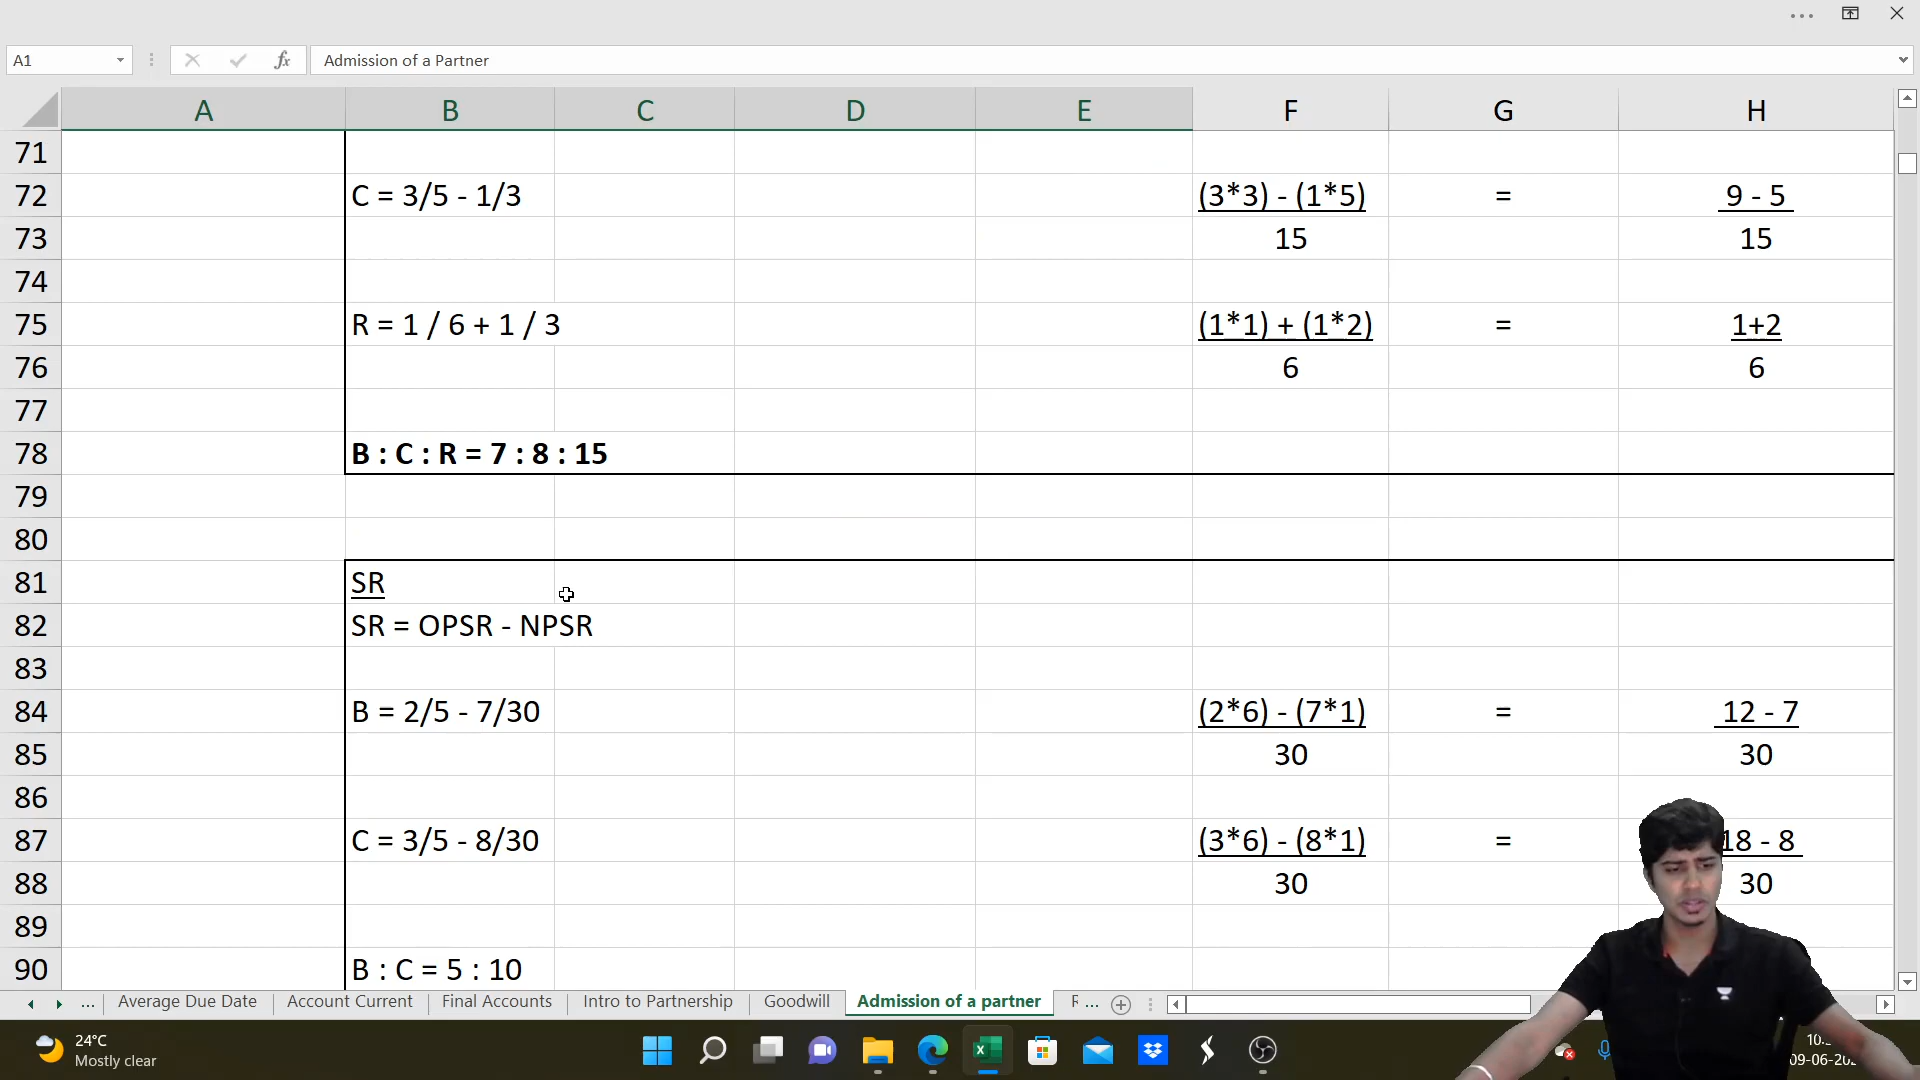 A1
fx
Admission of a Partner
A B C D E F G H
71
72 C = 3/5 - 1/3 (3*3) - (1*5) = 9 - 5
73 15 15
74
75 R = 1 / 6 + 1 / 3 (1*1) + (1*2) = 1+2
76 6 6
77
78 B : C : R = 7 : 8 : 15
79
80
81 SR
82 SR = OPSR - NPSR
83
84 B = 2/5 - 7/30 (2*6) - (7*1) = 12 - 7
85 30 30
86
87 C = 3/5 - 8/30 (3*6) - (8*1) = 18 - 8
88 30 30
89
90 B : C = 5 : 10
... Average Due Date Account Current Final Accounts Intro to Partnership Goodwill Admission of a partner ...
24°C
Mostly clear